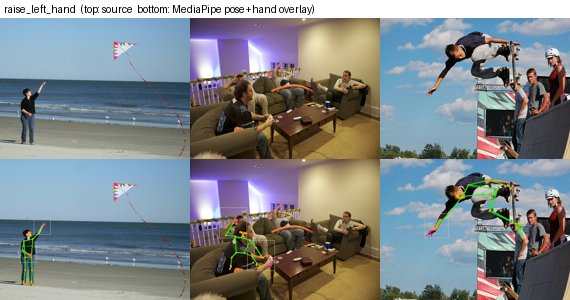 raise_left_hand  (top: source  bottom: MediaPipe pose+hand overlay)